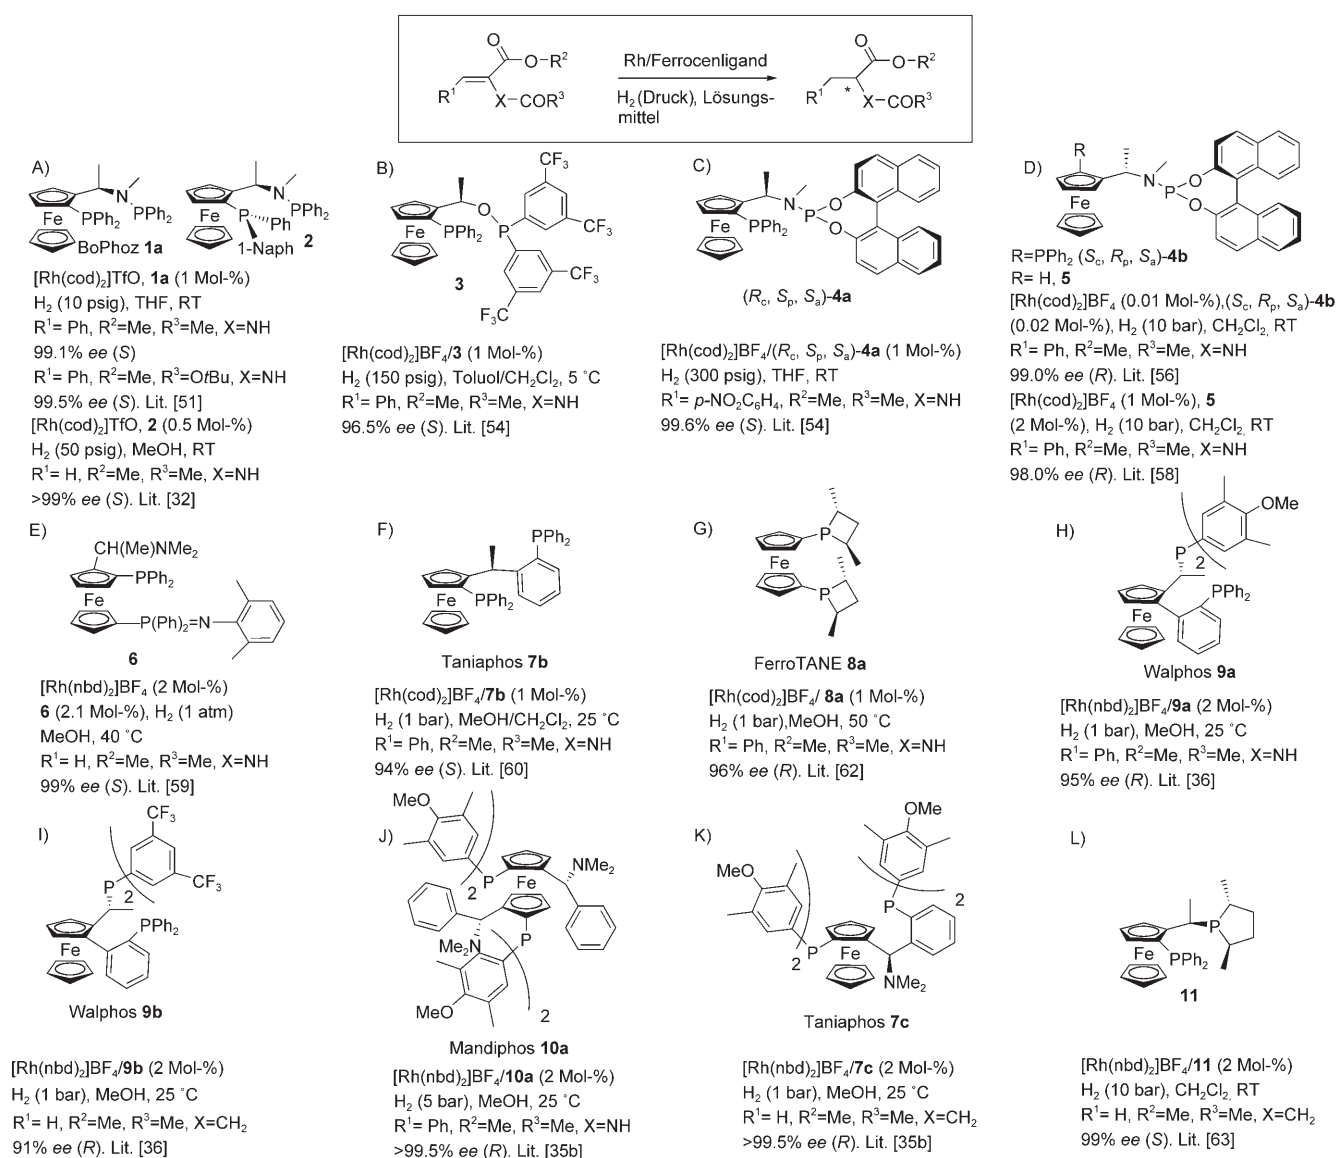 O
O–R²
R¹
X–COR³
Rh/Ferrocenligand
H₂ (Druck), Lösungs-
mittel
O
O–R²
R¹
*
X–COR³
A)
N
Fe
PPh₂
PPh₂
BoPhoz 1a
N
Fe
P
PPh₂
Ph
1-Naph
2
[Rh(cod)₂]TfO, 1a (1 Mol-%)
H₂ (10 psig), THF, RT
R¹= Ph, R²=Me, R³=Me, X=NH
99.1% ee (S)
R¹= Ph, R²=Me, R³=OtBu, X=NH
99.5% ee (S). Lit. [51]
[Rh(cod)₂]TfO, 2 (0.5 Mol-%)
H₂ (50 psig), MeOH, RT
R¹= H, R²=Me, R³=Me, X=NH
>99% ee (S). Lit. [32]
B)
CF₃
O
CF₃
Fe
PPh₂
P
CF₃
F₃C
3
[Rh(cod)₂]BF₄/3 (1 Mol-%)
H₂ (150 psig), Toluol/CH₂Cl₂, 5 ˚C
R¹= Ph, R²=Me, R³=Me, X=NH
96.5% ee (S). Lit. [54]
C)
N
P
O
O
Fe
PPh₂
(Rc, Sp, Sa)-4a
[Rh(cod)₂]BF₄/(Rc, Sp, Sa)-4a (1 Mol-%)
H₂ (300 psig), THF, RT
R¹= p-NO₂C₆H₄, R²=Me, R³=Me, X=NH
99.6% ee (S). Lit. [54]
D)
R
N
P
O
O
Fe
R=PPh₂ (Sc, Rp, Sa)-4b
R= H, 5
[Rh(cod)₂]BF₄ (0.01 Mol-%),(Sc, Rp, Sa)-4b
(0.02 Mol-%), H₂ (10 bar), CH₂Cl₂, RT
R¹= Ph, R²=Me, R³=Me, X=NH
99.0% ee (R). Lit. [56]
[Rh(cod)₂]BF₄ (1 Mol-%), 5
(2 Mol-%), H₂ (10 bar), CH₂Cl₂, RT
R¹= Ph, R²=Me, R³=Me, X=NH
98.0% ee (R). Lit. [58]
E)
CH(Me)NMe₂
PPh₂
Fe
P(Ph)₂=N
6
[Rh(nbd)₂]BF₄ (2 Mol-%)
6 (2.1 Mol-%), H₂ (1 atm)
MeOH, 40 ˚C
R¹= H, R²=Me, R³=Me, X=NH
99% ee (S). Lit. [59]
F)
PPh₂
Fe
PPh₂
Taniaphos 7b
[Rh(cod)₂]BF₄/7b (1 Mol-%)
H₂ (1 bar), MeOH/CH₂Cl₂, 25 ˚C
R¹= Ph, R²=Me, R³=Me, X=NH
94% ee (S). Lit. [60]
G)
P
Fe
P
FerroTANE 8a
[Rh(cod)₂]BF₄/ 8a (1 Mol-%)
H₂ (1 bar),MeOH, 50 ˚C
R¹= Ph, R²=Me, R³=Me, X=NH
96% ee (R). Lit. [62]
H)
OMe
P
2
PPh₂
Fe
Walphos 9a
[Rh(nbd)₂]BF₄/9a (2 Mol-%)
H₂ (1 bar), MeOH, 25 ˚C
R¹= Ph, R²=Me, R³=Me, X=NH
95% ee (R). Lit. [36]
I)
CF₃
CF₃
P
2
PPh₂
Fe
Walphos 9b
[Rh(nbd)₂]BF₄/9b (2 Mol-%)
H₂ (1 bar), MeOH, 25 ˚C
R¹= H, R²=Me, R³=Me, X=CH₂
91% ee (R). Lit. [36]
J)
MeO
2
P
Fe
NMe₂
P
Me₂N
MeO
2
Mandiphos 10a
[Rh(nbd)₂]BF₄/10a (2 Mol-%)
H₂ (5 bar), MeOH, 25 ˚C
R¹= Ph, R²=Me, R³=Me, X=NH
>99.5% ee (R). Lit. [35b]
K)
OMe
MeO
2
P
2
P
Fe
NMe₂
Taniaphos 7c
[Rh(nbd)₂]BF₄/7c (2 Mol-%)
H₂ (1 bar), MeOH, 25 ˚C
R¹= H, R²=Me, R³=Me, X=CH₂
>99.5% ee (R). Lit. [35b]
L)
P
Fe
PPh₂
11
[Rh(nbd)₂]BF₄/11 (2 Mol-%)
H₂ (10 bar), CH₂Cl₂, RT
R¹= H, R²=Me, R³=Me, X=CH₂
99% ee (S). Lit. [63]